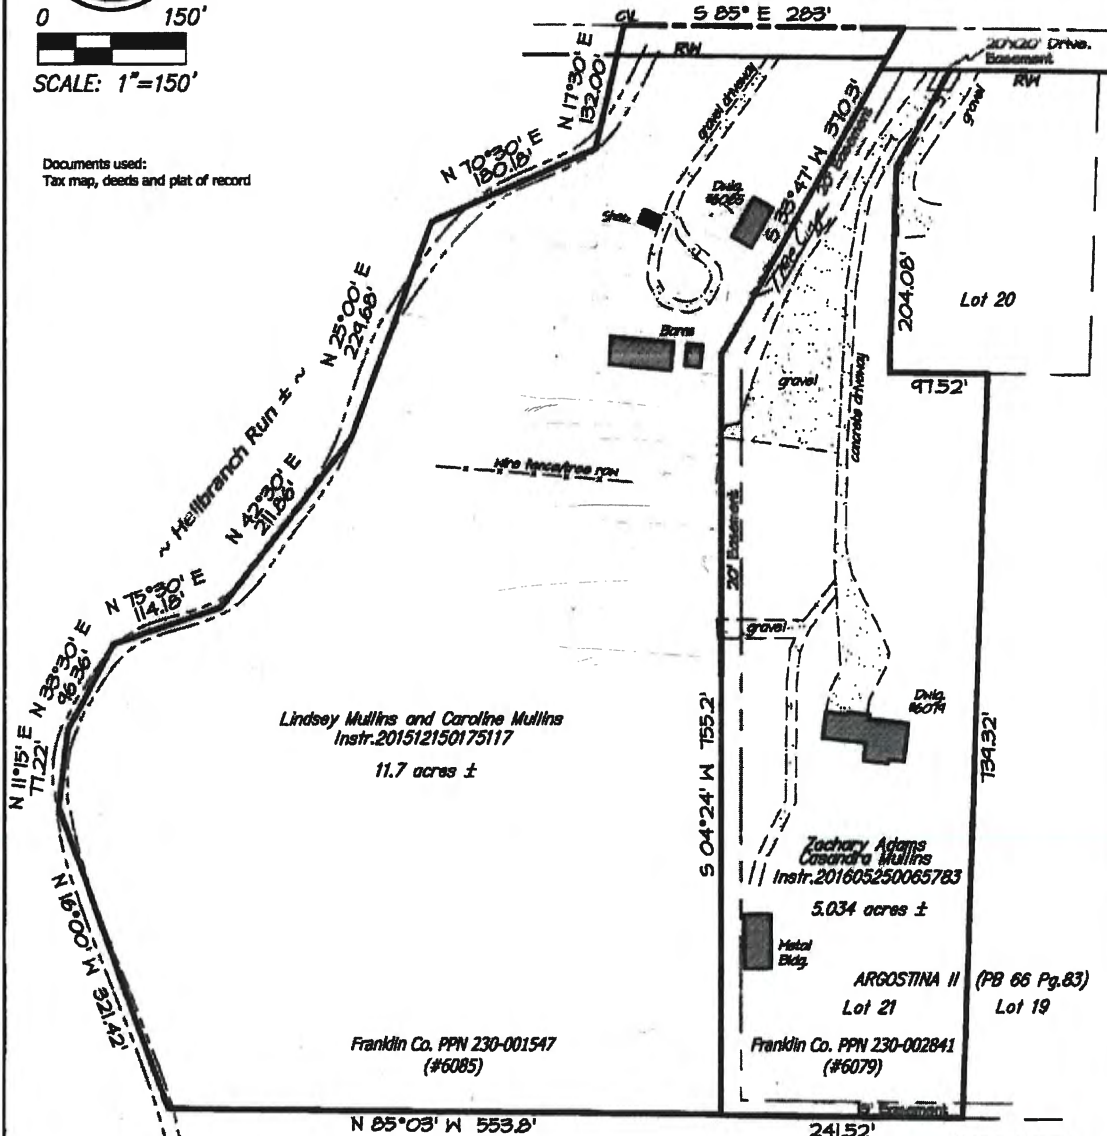 0 150'
SCALE: 1"=150'
Documents used:
Tax map, deeds and plat of record
CL
S 85° E 283'
R/W
20'x20' Drive.
Easement
R/W
N 17°30' E
132.00'
N 70°30' E
180.18'
gravel driveway
S 33°47' W 370.3'
Easement
gravel
Shed
Dwlg.
#6085
Tree Line
204.08'
Lot 20
N 25°00' E
229.68'
Barns
gravel
97.52'
concrete driveway
~ Hellbranch Run ± ~
wire fence/tree row
N 42°30' E
211.86'
20' Easement
N 75°30' E
114.18'
gravel
N 33°30' E
96.36'
Dwlg.
#6079
Lindsey Mullins and Caroline Mullins
Instr.201512150175117
11.7 acres ±
N 11°15' E
77.22'
S 04°24' W 755.2'
739.32'
Zachary Adams
Casandra Mullins
Instr.201605250065783
5.034 acres ±
N 16°00' W 321.42'
Metal
Bldg.
ARGOSTINA II (PB 66 Pg.83)
Lot 21 Lot 19
Franklin Co. PPN 230-001547
(#6085)
Franklin Co. PPN 230-002841
(#6079)
5' Easement
N 85°03' W 553.8'
241.52'